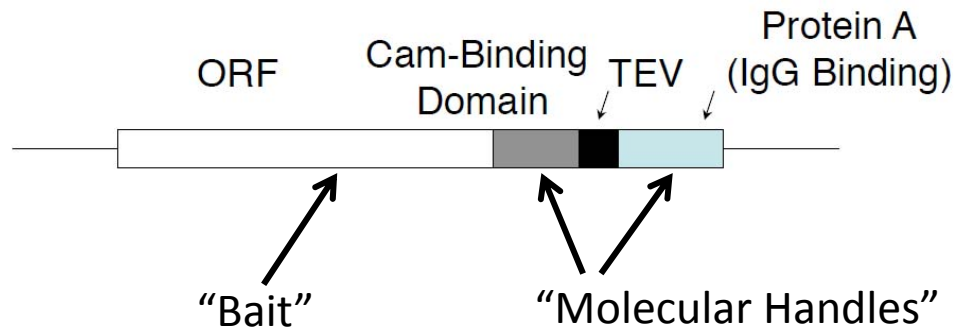 ORF
Cam-Binding
Domain
TEV
Protein A
(IgG Binding)
“Bait”
“Molecular Handles”